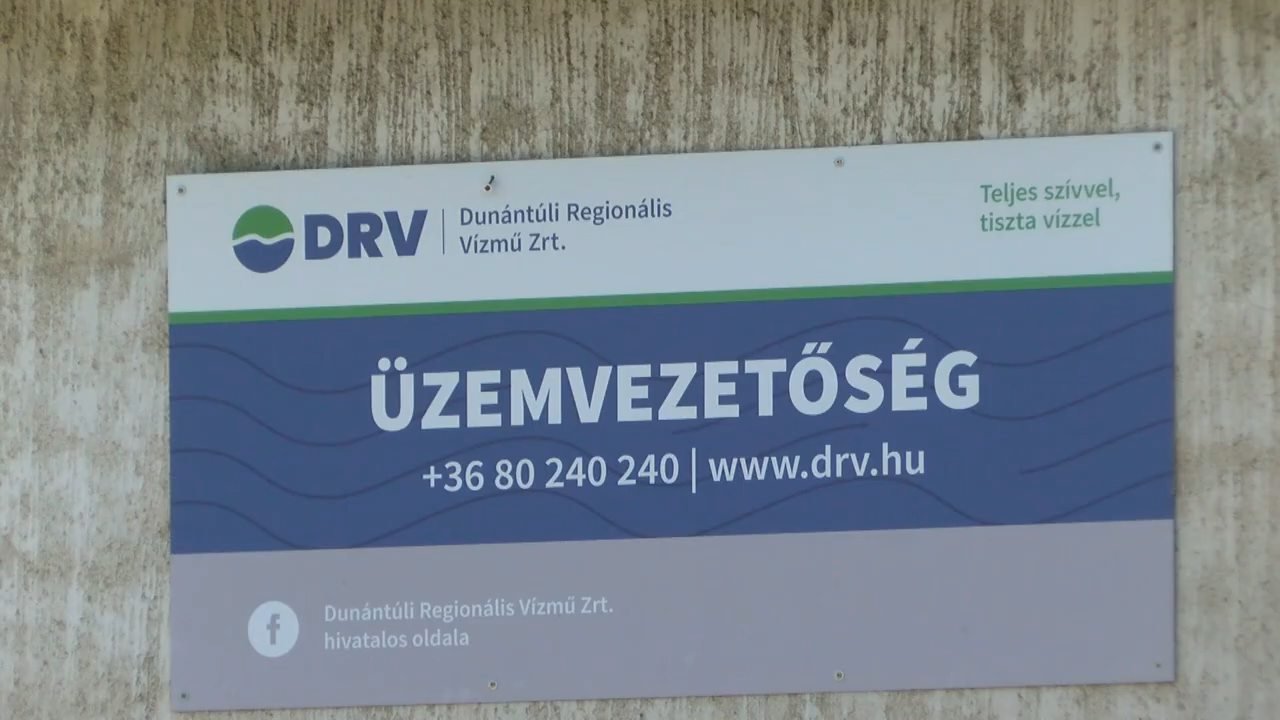 DRV
Dunántúli Regionális
Vízmű Zrt.
Teljes szívvel,
tiszta vízzel
ÜZEMVEZETŐSÉG
+36 80 240 240 | www.drv.hu
f
Dunántúli Regionális Vízmű Zrt.
hivatalos oldala